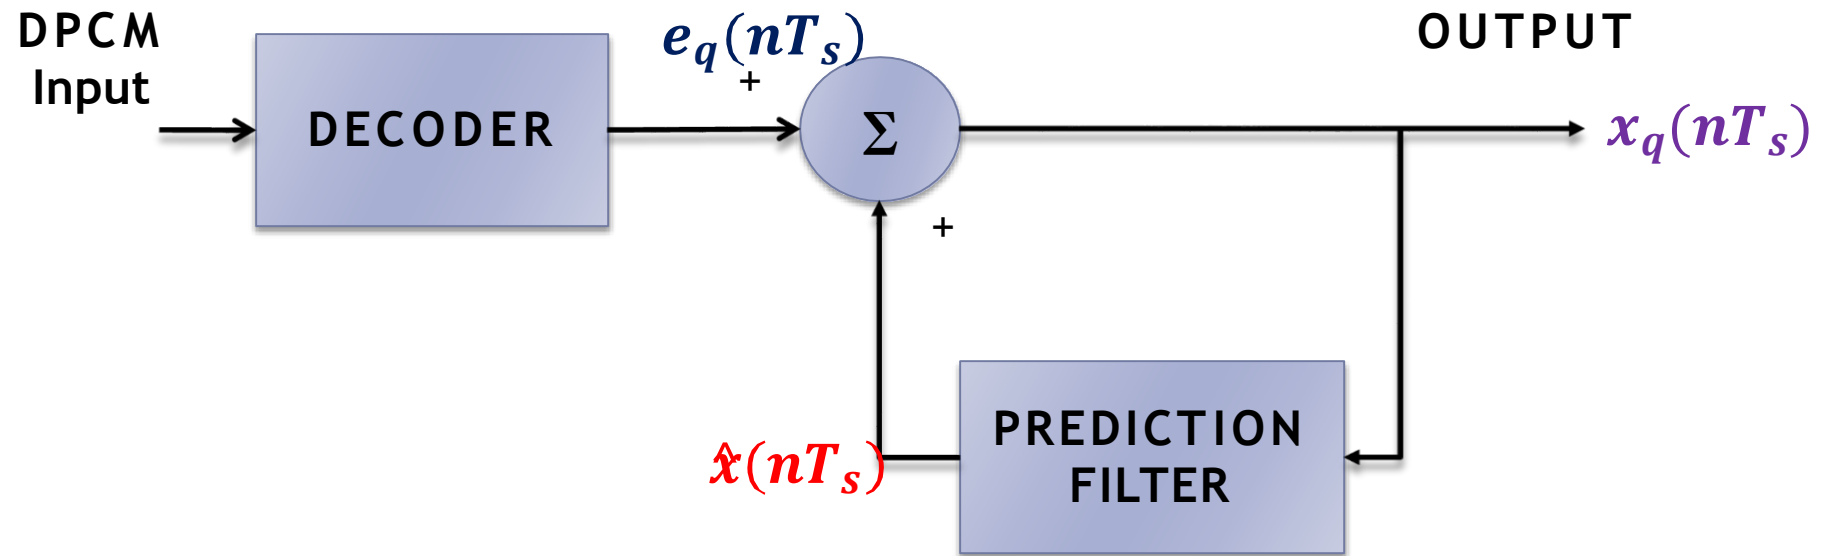 DPCM
Input
DECODER
e_q(nT_s)
+
Σ
+
OUTPUT
x_q(nT_s)
x̂(nT_s)
PREDICTION
FILTER